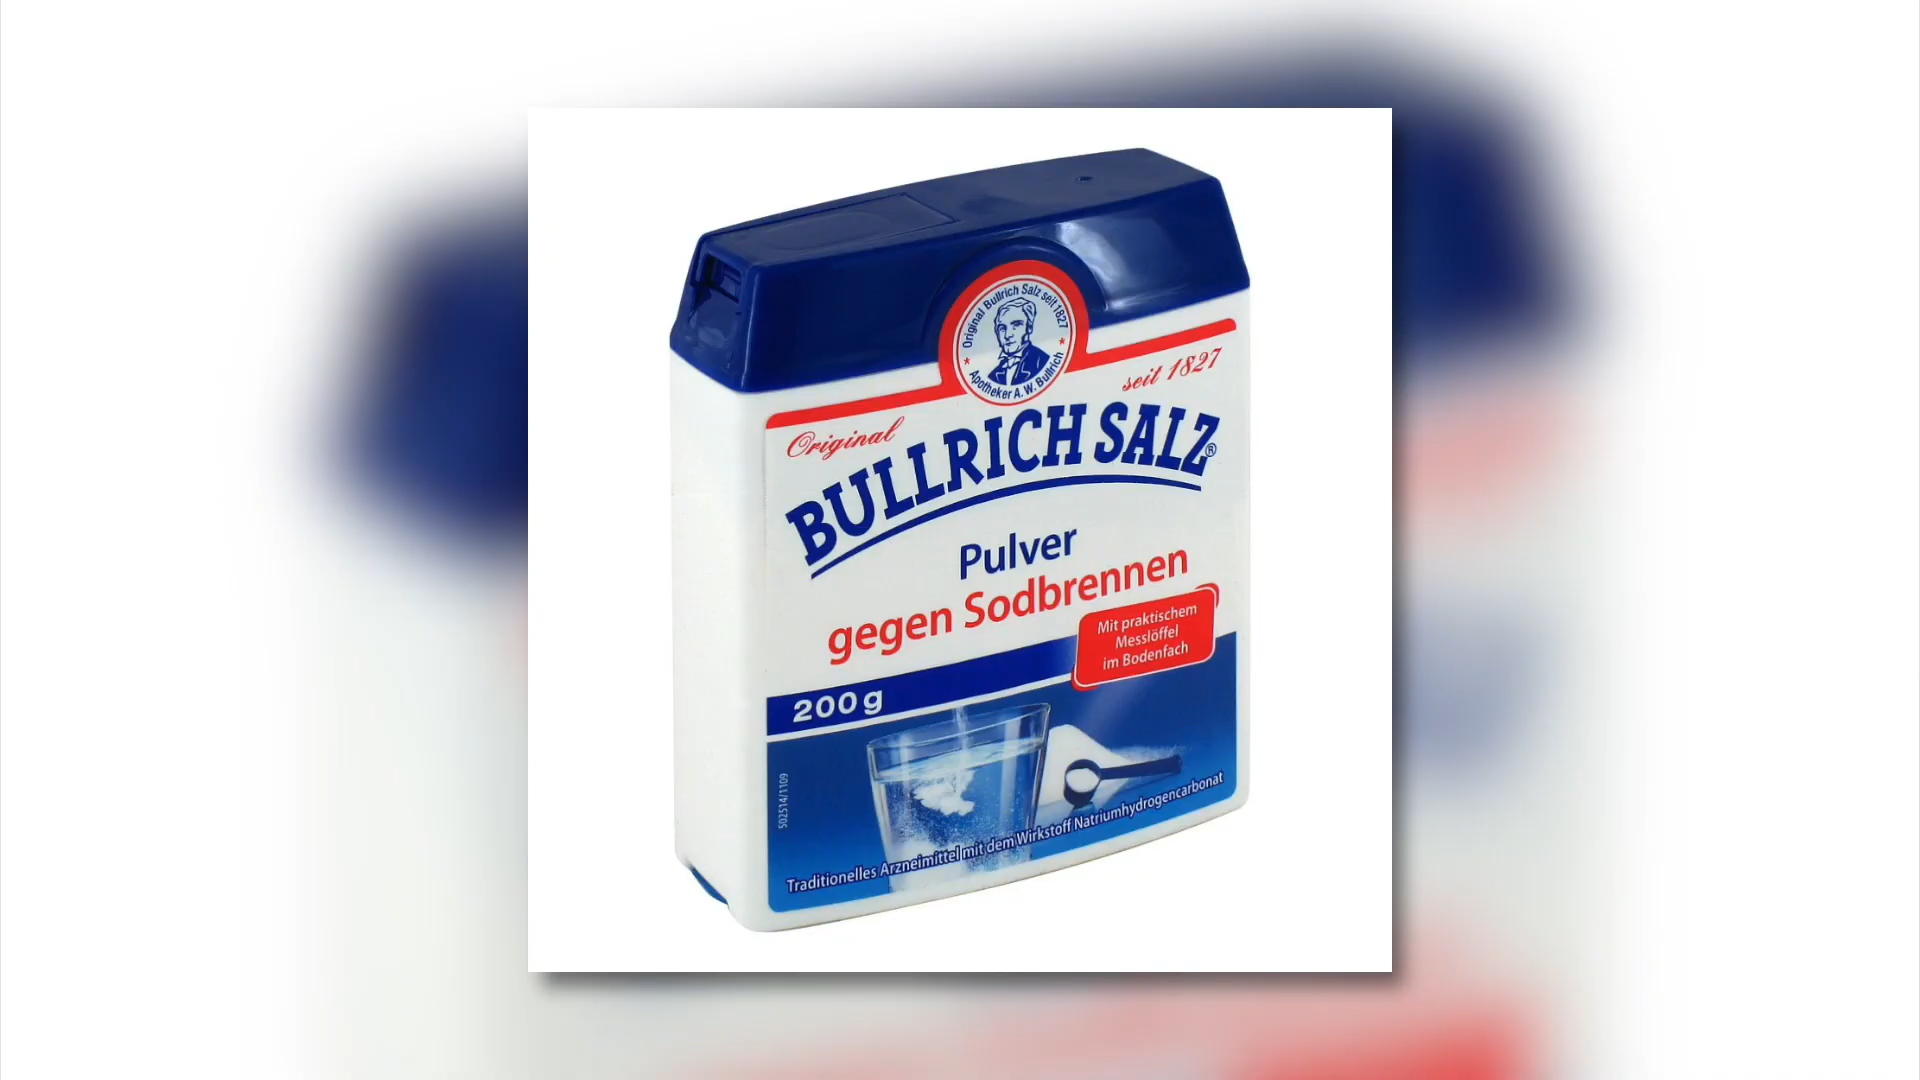 Original Bullrich Salz seit 1827
* Apotheker A. W. Bullrich *
seit 1827
Original
BULLRICH SALZ®
Pulver
gegen Sodbrennen
Mit praktischem
Messlöffel
im Bodenfach
200 g
502514/1109
Traditionelles Arzneimittel mit dem Wirkstoff Natriumhydrogencarbonat